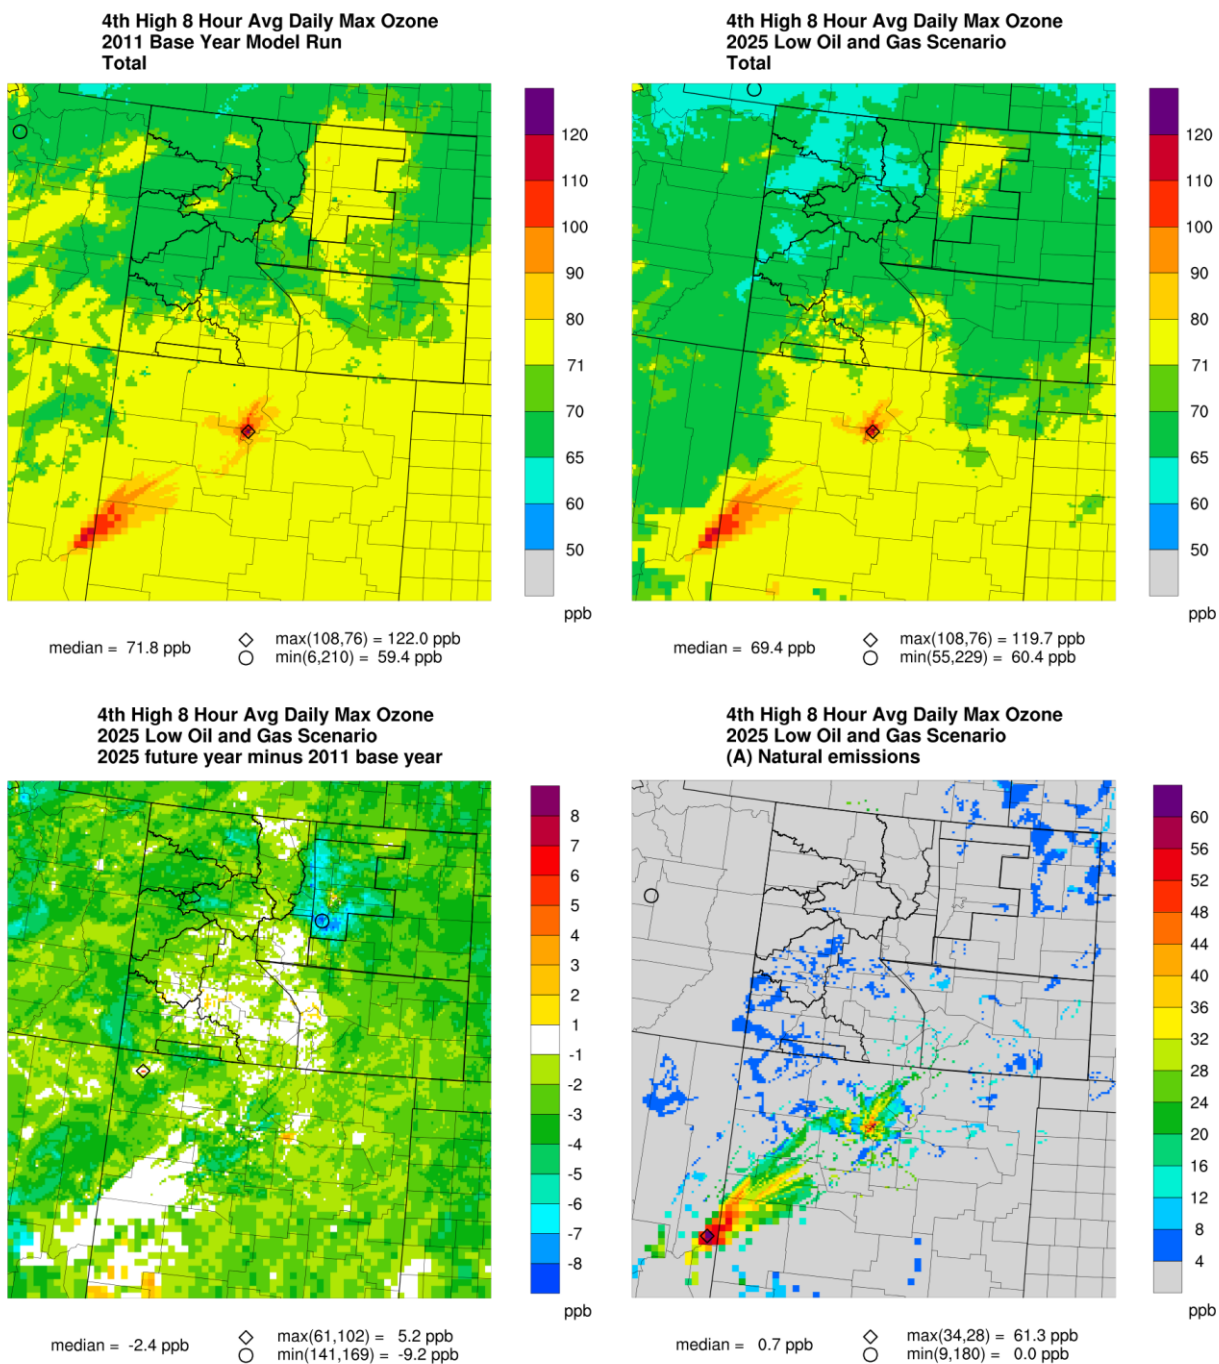 4th High 8 Hour Avg Daily Max Ozone
2011 Base Year Model Run
Total
120
110
100
90
80
71
70
65
60
50
ppb
median = 71.8 ppb
max(108,76) = 122.0 ppb
min(6,210) = 59.4 ppb
4th High 8 Hour Avg Daily Max Ozone
2025 Low Oil and Gas Scenario
Total
120
110
100
90
80
71
70
65
60
50
ppb
median = 69.4 ppb
max(108,76) = 119.7 ppb
min(55,229) = 60.4 ppb
4th High 8 Hour Avg Daily Max Ozone
2025 Low Oil and Gas Scenario
2025 future year minus 2011 base year
8
7
6
5
4
3
2
1
-1
-2
-3
-4
-5
-6
-7
-8
ppb
median = -2.4 ppb
max(61,102) = 5.2 ppb
min(141,169) = -9.2 ppb
4th High 8 Hour Avg Daily Max Ozone
2025 Low Oil and Gas Scenario
(A) Natural emissions
60
56
52
48
44
40
36
32
28
24
20
16
12
8
4
ppb
median = 0.7 ppb
max(34,28) = 61.3 ppb
min(9,180) = 0.0 ppb